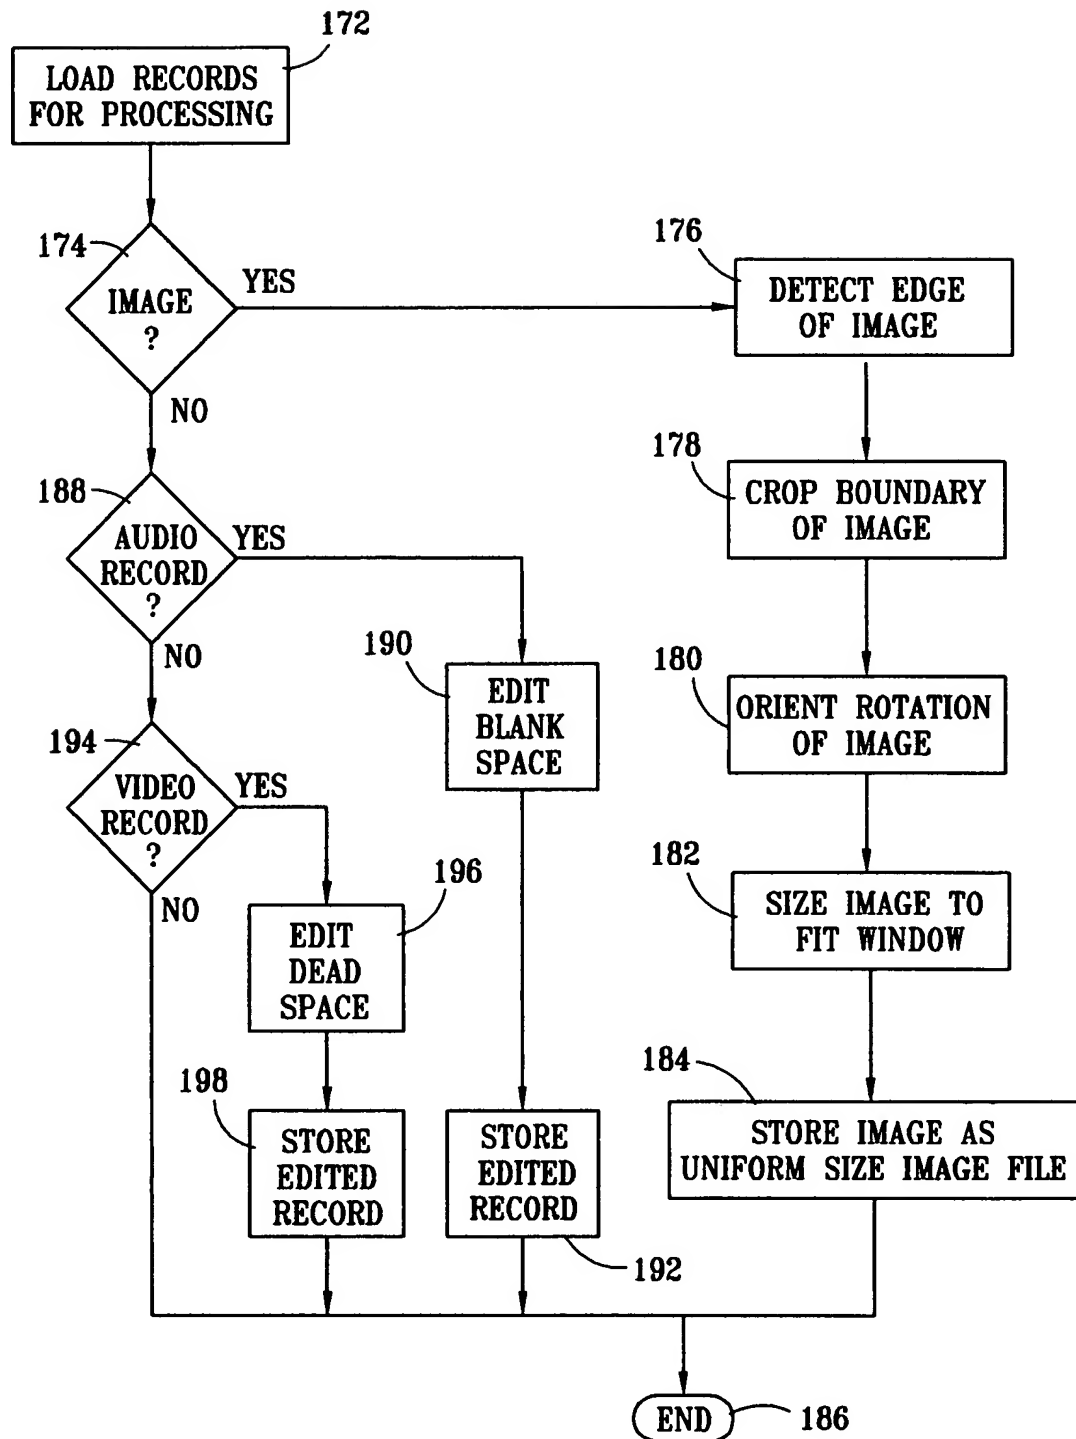 172
LOAD RECORDS
FOR PROCESSING
174
IMAGE
?
YES
NO
176
DETECT EDGE
OF IMAGE
178
CROP BOUNDARY
OF IMAGE
188
AUDIO
RECORD
?
YES
NO
190
EDIT
BLANK
SPACE
180
ORIENT ROTATION
OF IMAGE
194
VIDEO
RECORD
?
YES
NO
196
EDIT
DEAD
SPACE
182
SIZE IMAGE TO
FIT WINDOW
198
STORE
EDITED
RECORD
STORE
EDITED
RECORD
192
184
STORE IMAGE AS
UNIFORM SIZE IMAGE FILE
END
186